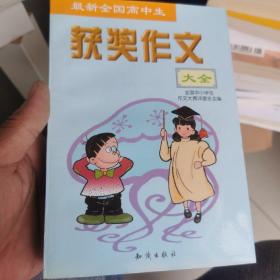 最新全国高中生
获奖作文
大全
全国中小学生
作文大赛评委会主编
知识出版社